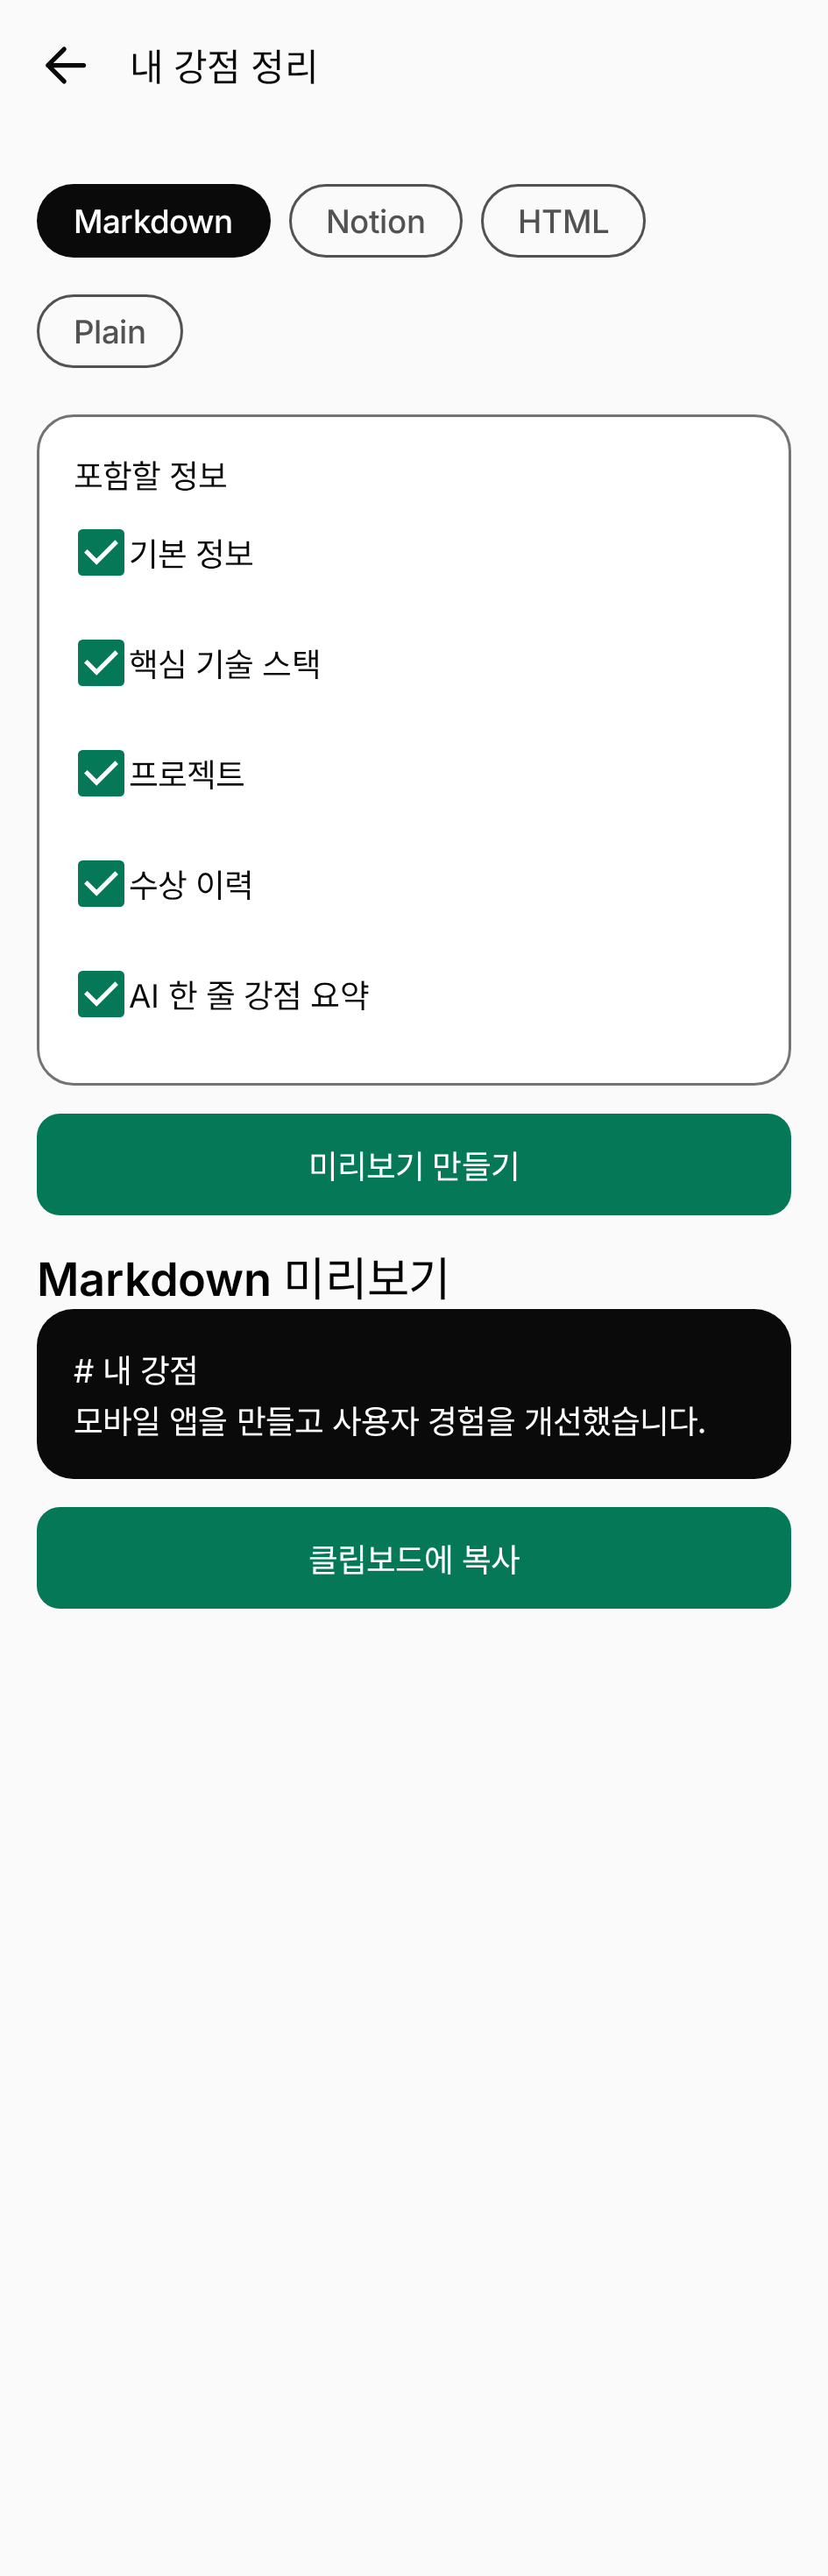 내 강점 정리
Markdown Notion HTML
Plain
포함할 정보
기본 정보
핵심 기술 스택
프로젝트
수상 이력
AI 한 줄 강점 요약
미리보기 만들기
Markdown 미리보기
# 내 강점
모바일 앱을 만들고 사용자 경험을 개선했습니다.
클립보드에 복사